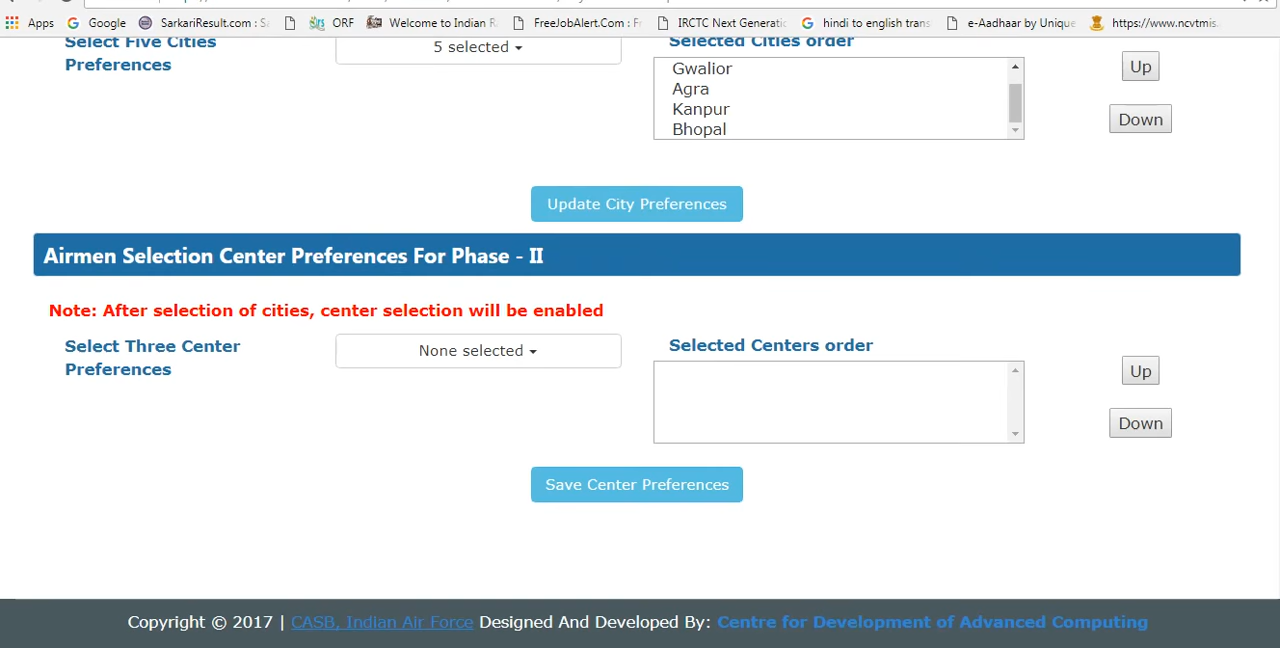 Apps Google SarkariResult.com : Sa ORF Welcome to Indian R FreeJobAlert.Com : Fr IRCTC Next Generatio hindi to english trans e-Aadhaar by Unique https://www.ncvtmis.
Select Five Cities
Preferences
5 selected
Selected Cities order
Gwalior
Agra
Kanpur
Bhopal
Up
Down
Update City Preferences
Airmen Selection Center Preferences For Phase - II
Note: After selection of cities, center selection will be enabled
Select Three Center
Preferences
None selected
Selected Centers order
Up
Down
Save Center Preferences
Copyright © 2017 | CASB, Indian Air Force Designed And Developed By: Centre for Development of Advanced Computing